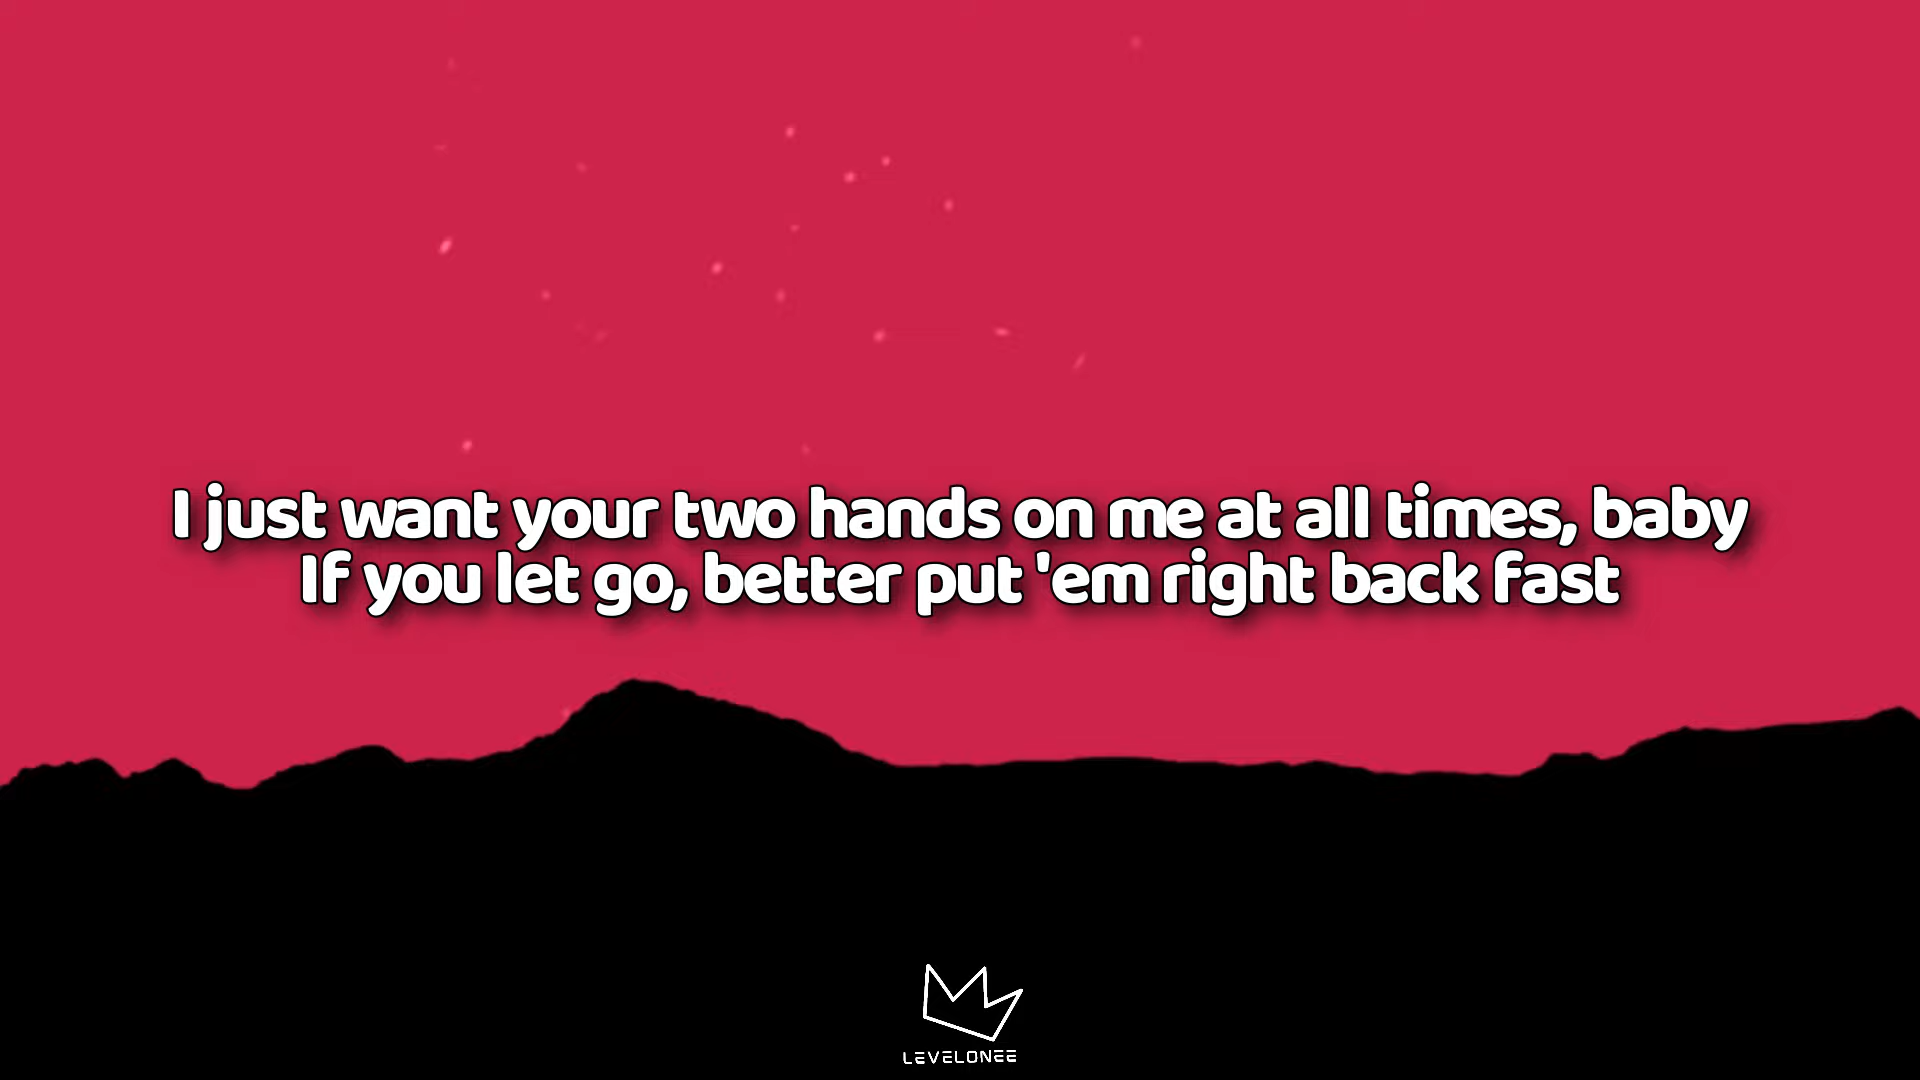 I just want your two hands on me at all times, baby
If you let go, better put 'em right back fast
LEVELONEE